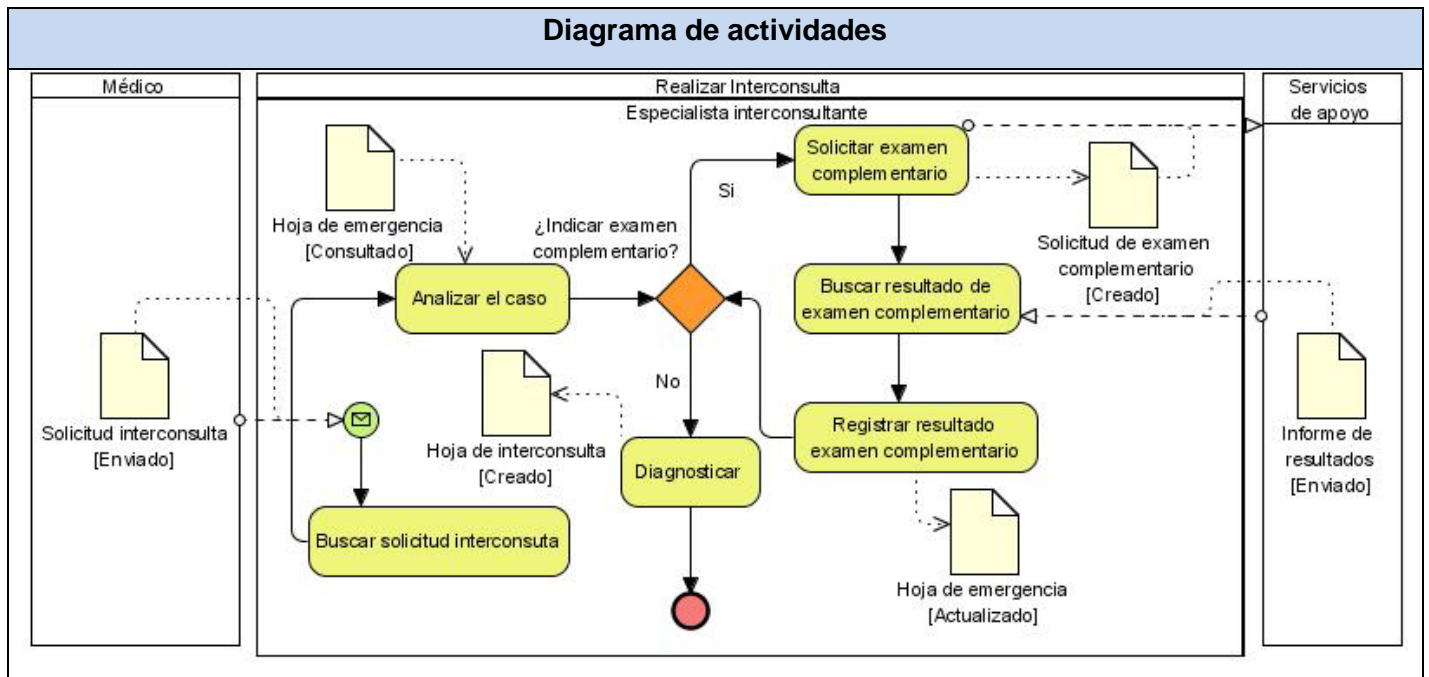 Diagrama de actividades
Médico
Realizar Interconsulta
Servicios
de apoyo
Especialista interconsultante
Solicitar examen
complementario
Si
Hoja de emergencia
[Consultado]
¿Indicar examen
complementario?
Solicitud de examen
complementario
[Creado]
Analizar el caso
Buscar resultado de
examen complementario
No
Solicitud interconsulta
[Enviado]
Hoja de interconsulta
[Creado]
Diagnosticar
Registrar resultado
examen complementario
Informe de
resultados
[Enviado]
Buscar solicitud interconsuta
Hoja de emergencia
[Actualizado]